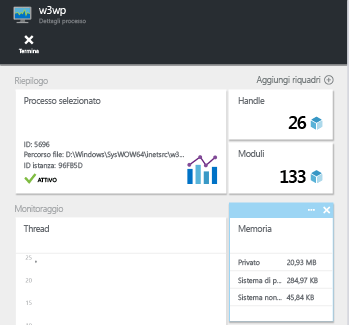 w3wp
Dettagli processo
Termina
Riepilogo
Aggiungi riquadri
Processo selezionato
ID: 5696
Percorso file: D:\Windows\SysWOW64\inetsrv\w3...
ID istanza: 96FB5D
ATTIVO
Handle
26
Moduli
133
Monitoraggio
Thread
25
20
15
10
Memoria
Privato 20,93 MB
Sistema di p... 284,97 KB
Sistema non... 45,84 KB